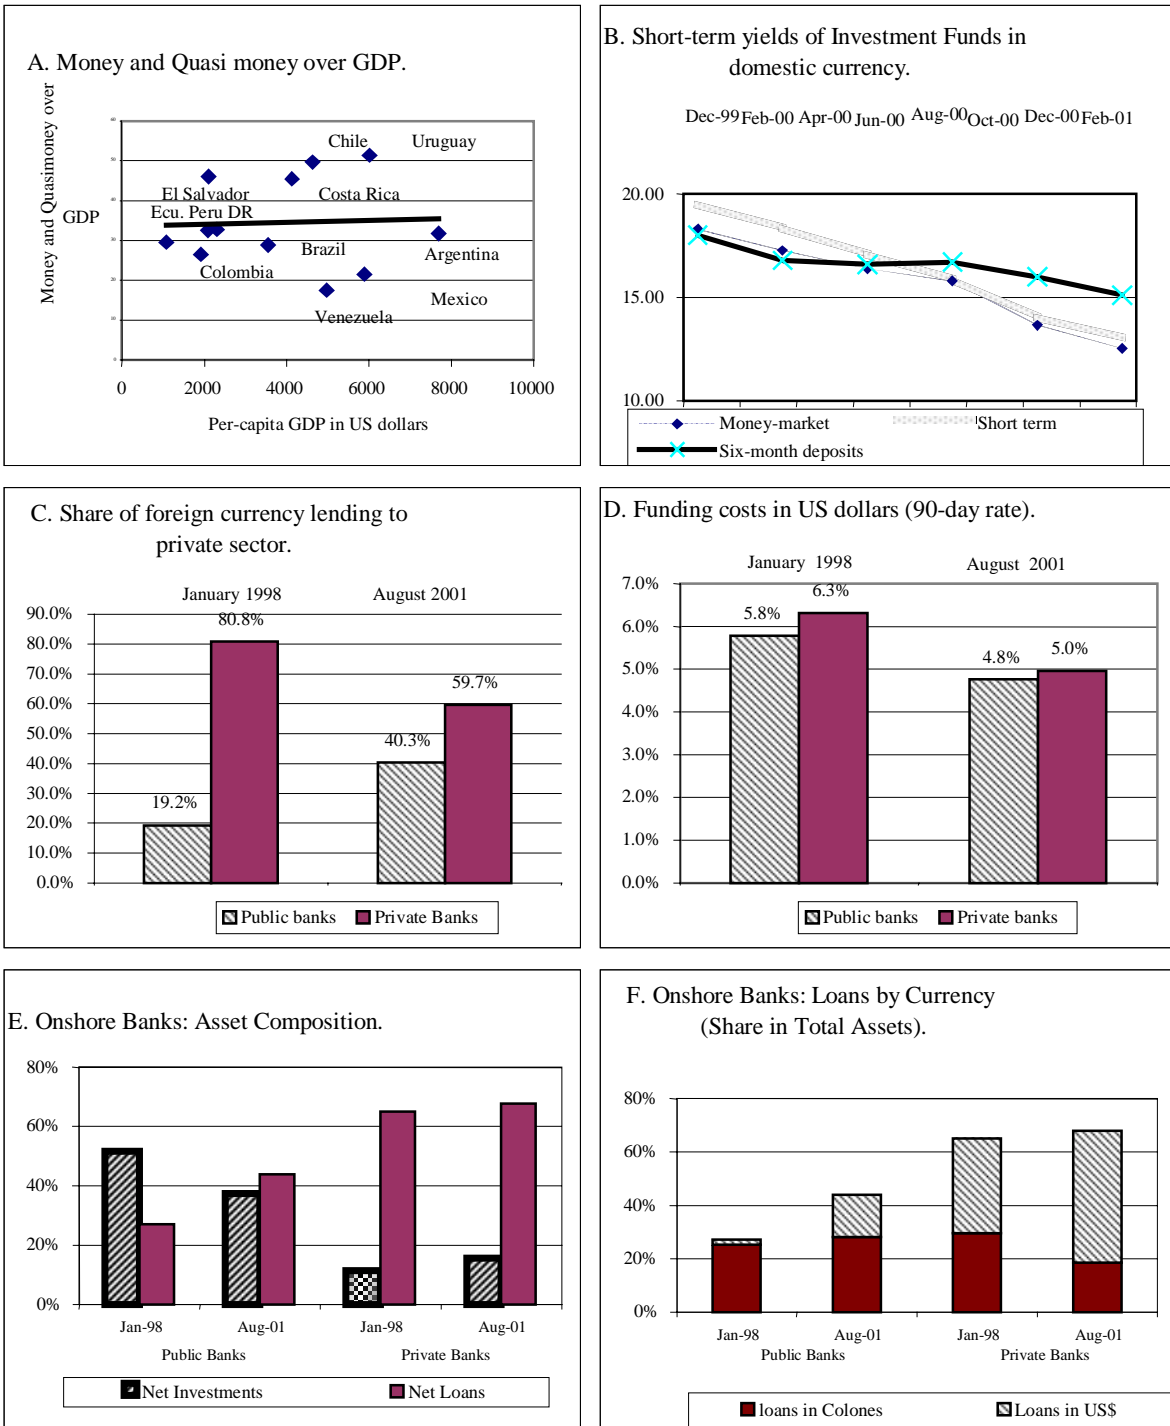 A. Money and Quasi money over GDP.
Money and Quasimoney over
GDP
60
50
40
30
20
10
0
Chile Uruguay
El Salvador Costa Rica
Ecu. Peru DR
Brazil
Argentina
Colombia
Mexico
Venezuela
0 2000 4000 6000 8000 10000
Per-capita GDP in US dollars
B. Short-term yields of Investment Funds in
domestic currency.
Dec-99 Feb-00 Apr-00 Jun-00 Aug-00 Oct-00 Dec-00 Feb-01
20.00
15.00
10.00
Money-market Short term
Six-month deposits
C. Share of foreign currency lending to
private sector.
January 1998 August 2001
90.0%
80.0%
70.0%
60.0%
50.0%
40.0%
30.0%
20.0%
10.0%
0.0%
80.8%
59.7%
40.3%
19.2%
Public banks Private Banks
D. Funding costs in US dollars (90-day rate).
January 1998 August 2001
7.0%
6.0%
5.0%
4.0%
3.0%
2.0%
1.0%
0.0%
6.3%
5.8%
4.8%
5.0%
Public banks Private banks
E. Onshore Banks: Asset Composition.
80%
60%
40%
20%
0%
Jan-98 Aug-01 Jan-98 Aug-01
Public Banks Private Banks
Net Investments Net Loans
F. Onshore Banks: Loans by Currency
(Share in Total Assets).
80%
60%
40%
20%
0%
Jan-98 Aug-01 Jan-98 Aug-01
Public Banks Private Banks
loans in Colones Loans in US$